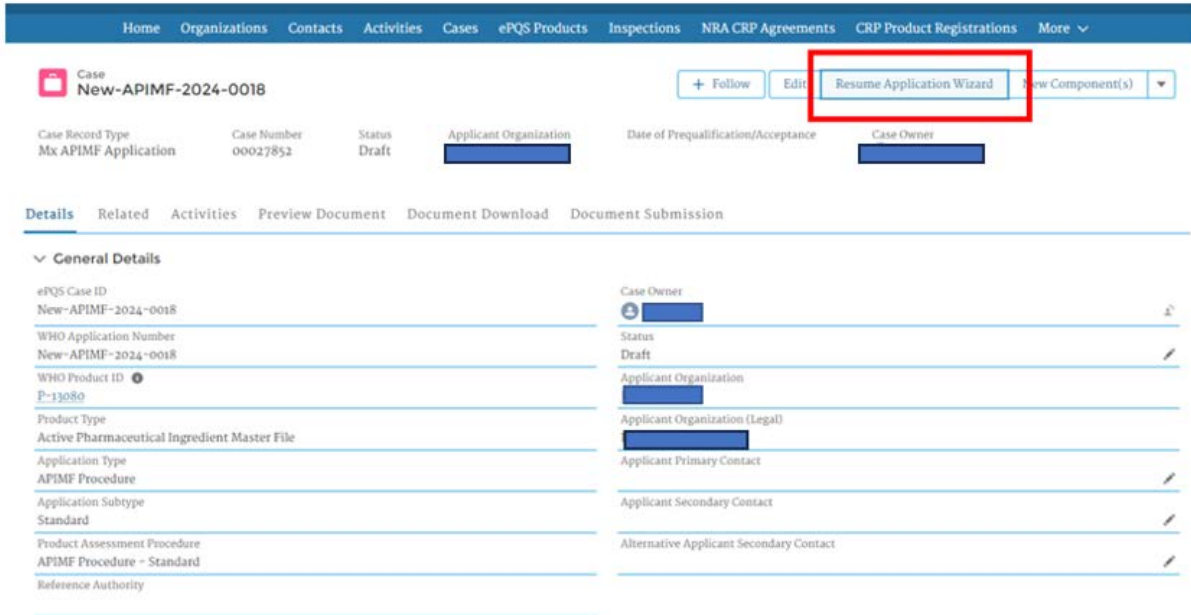 Home Organizations Contacts Activities Cases ePQS Products Inspections NRA CRP Agreements CRP Product Registrations More
Case
New-APIMF-2024-0018
+ Follow Edit Resume Application Wizard New Component(s)
Case Record Type Case Number Status Applicant Organization Date of Prequalification/Acceptance Case Owner
Mx APIMF Application 00027852 Draft
Details Related Activities Preview Document Document Download Document Submission
General Details
ePQS Case ID Case Owner
New-APIMF-2024-0018
WHO Application Number Status
New-APIMF-2024-0018 Draft
WHO Product ID Applicant Organization
P-13080
Product Type Applicant Organization (Legal)
Active Pharmaceutical Ingredient Master File
Application Type Applicant Primary Contact
APIMF Procedure
Application Subtype Applicant Secondary Contact
Standard
Product Assessment Procedure Alternative Applicant Secondary Contact
APIMF Procedure - Standard
Reference Authority